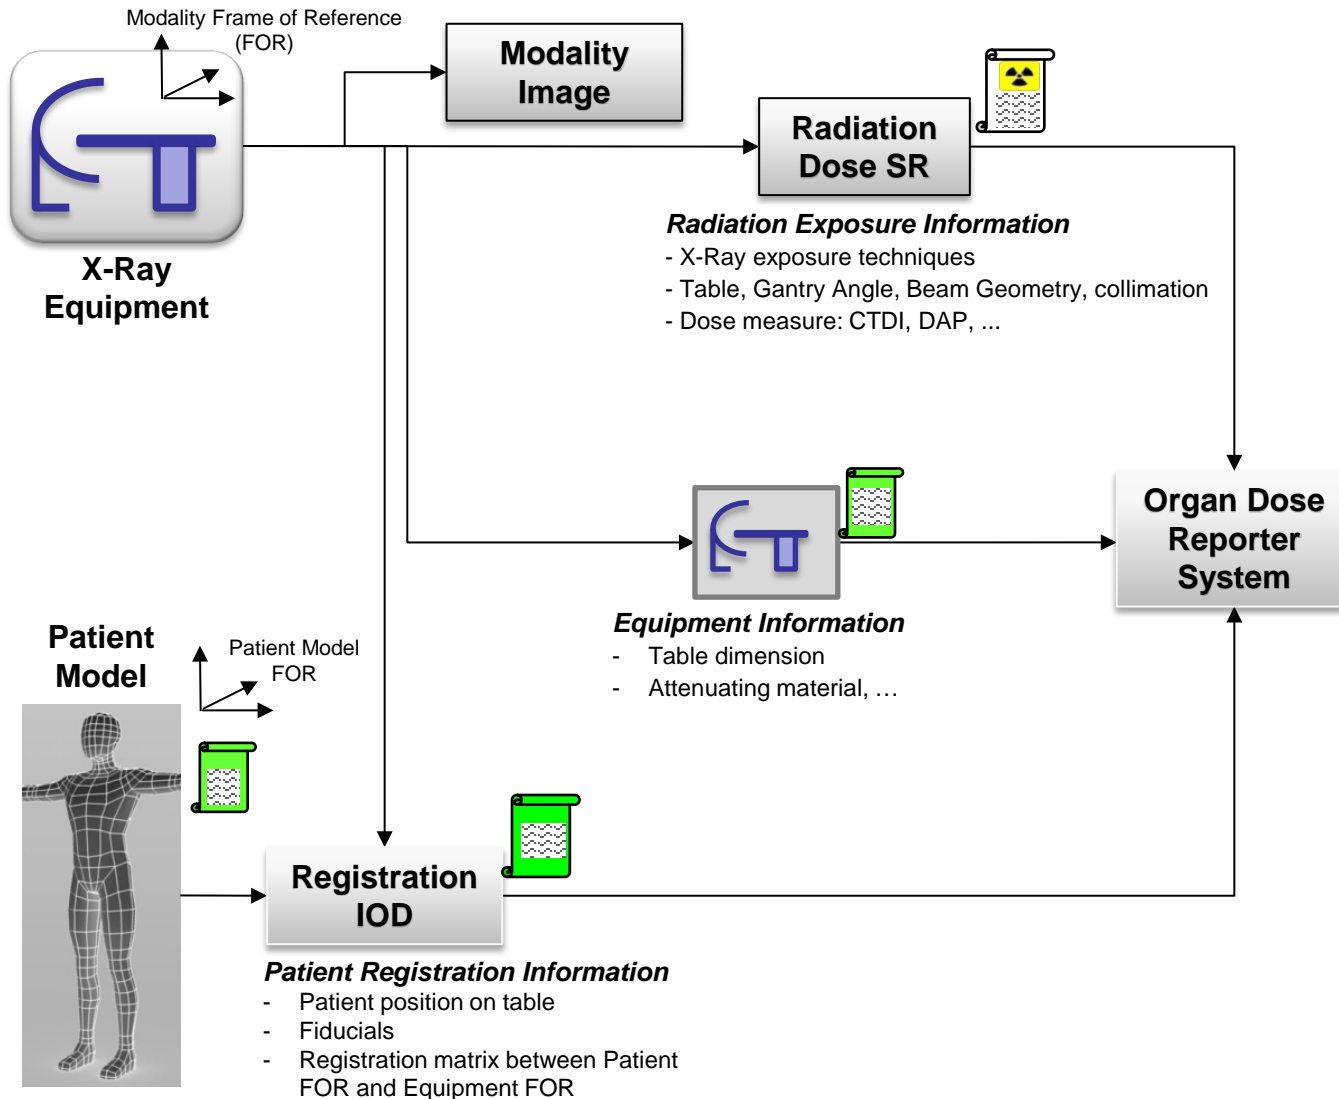 Modality Frame of Reference
(FOR)
Modality
Image
Radiation
Dose SR
X-Ray
Equipment
Radiation Exposure Information
- X-Ray exposure techniques
- Table, Gantry Angle, Beam Geometry, collimation
- Dose measure: CTDI, DAP, ...
Organ Dose
Reporter
System
Equipment Information
- Table dimension
- Attenuating material, …
Patient
Model
Patient Model
FOR
Registration
IOD
Patient Registration Information
- Patient position on table
- Fiducials
- Registration matrix between Patient
FOR and Equipment FOR